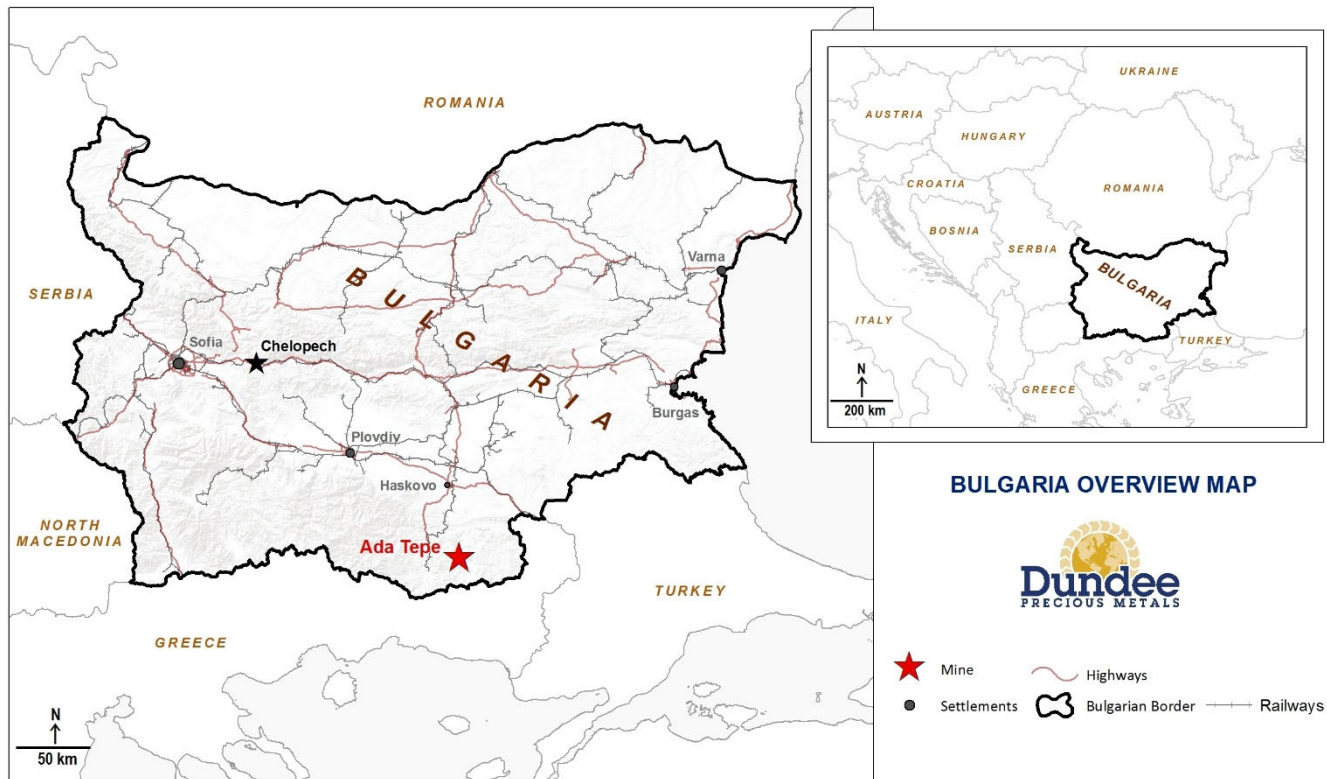 ROMANIA
SERBIA
Sofia
Chelopech
BULGARIA
Varna
Burgas
Plovdiv
Haskovo
NORTH
MACEDONIA
Ada Tepe
TURKEY
GREECE
N
50 km
UKRAINE
AUSTRIA
HUNGARY
CROATIA
ROMANIA
BOSNIA
SERBIA
BULGARIA
ITALY
TURKEY
GREECE
N
200 km
BULGARIA OVERVIEW MAP
Dundee
PRECIOUS METALS
Mine
Highways
Settlements
Bulgarian Border
Railways